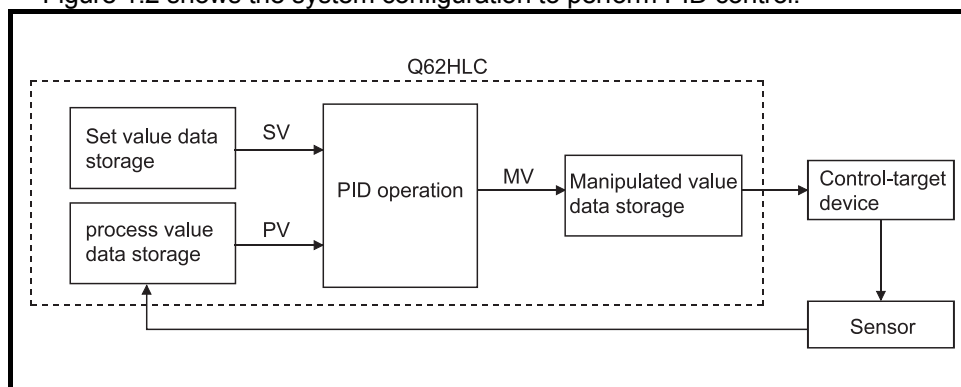 Figure 1.2 shows the system configuration to perform PID control.
Q62HLC
Set value data
storage
SV
PID operation
MV
Manipulated value
data storage
Control-target
device
process value
data storage
PV
Sensor